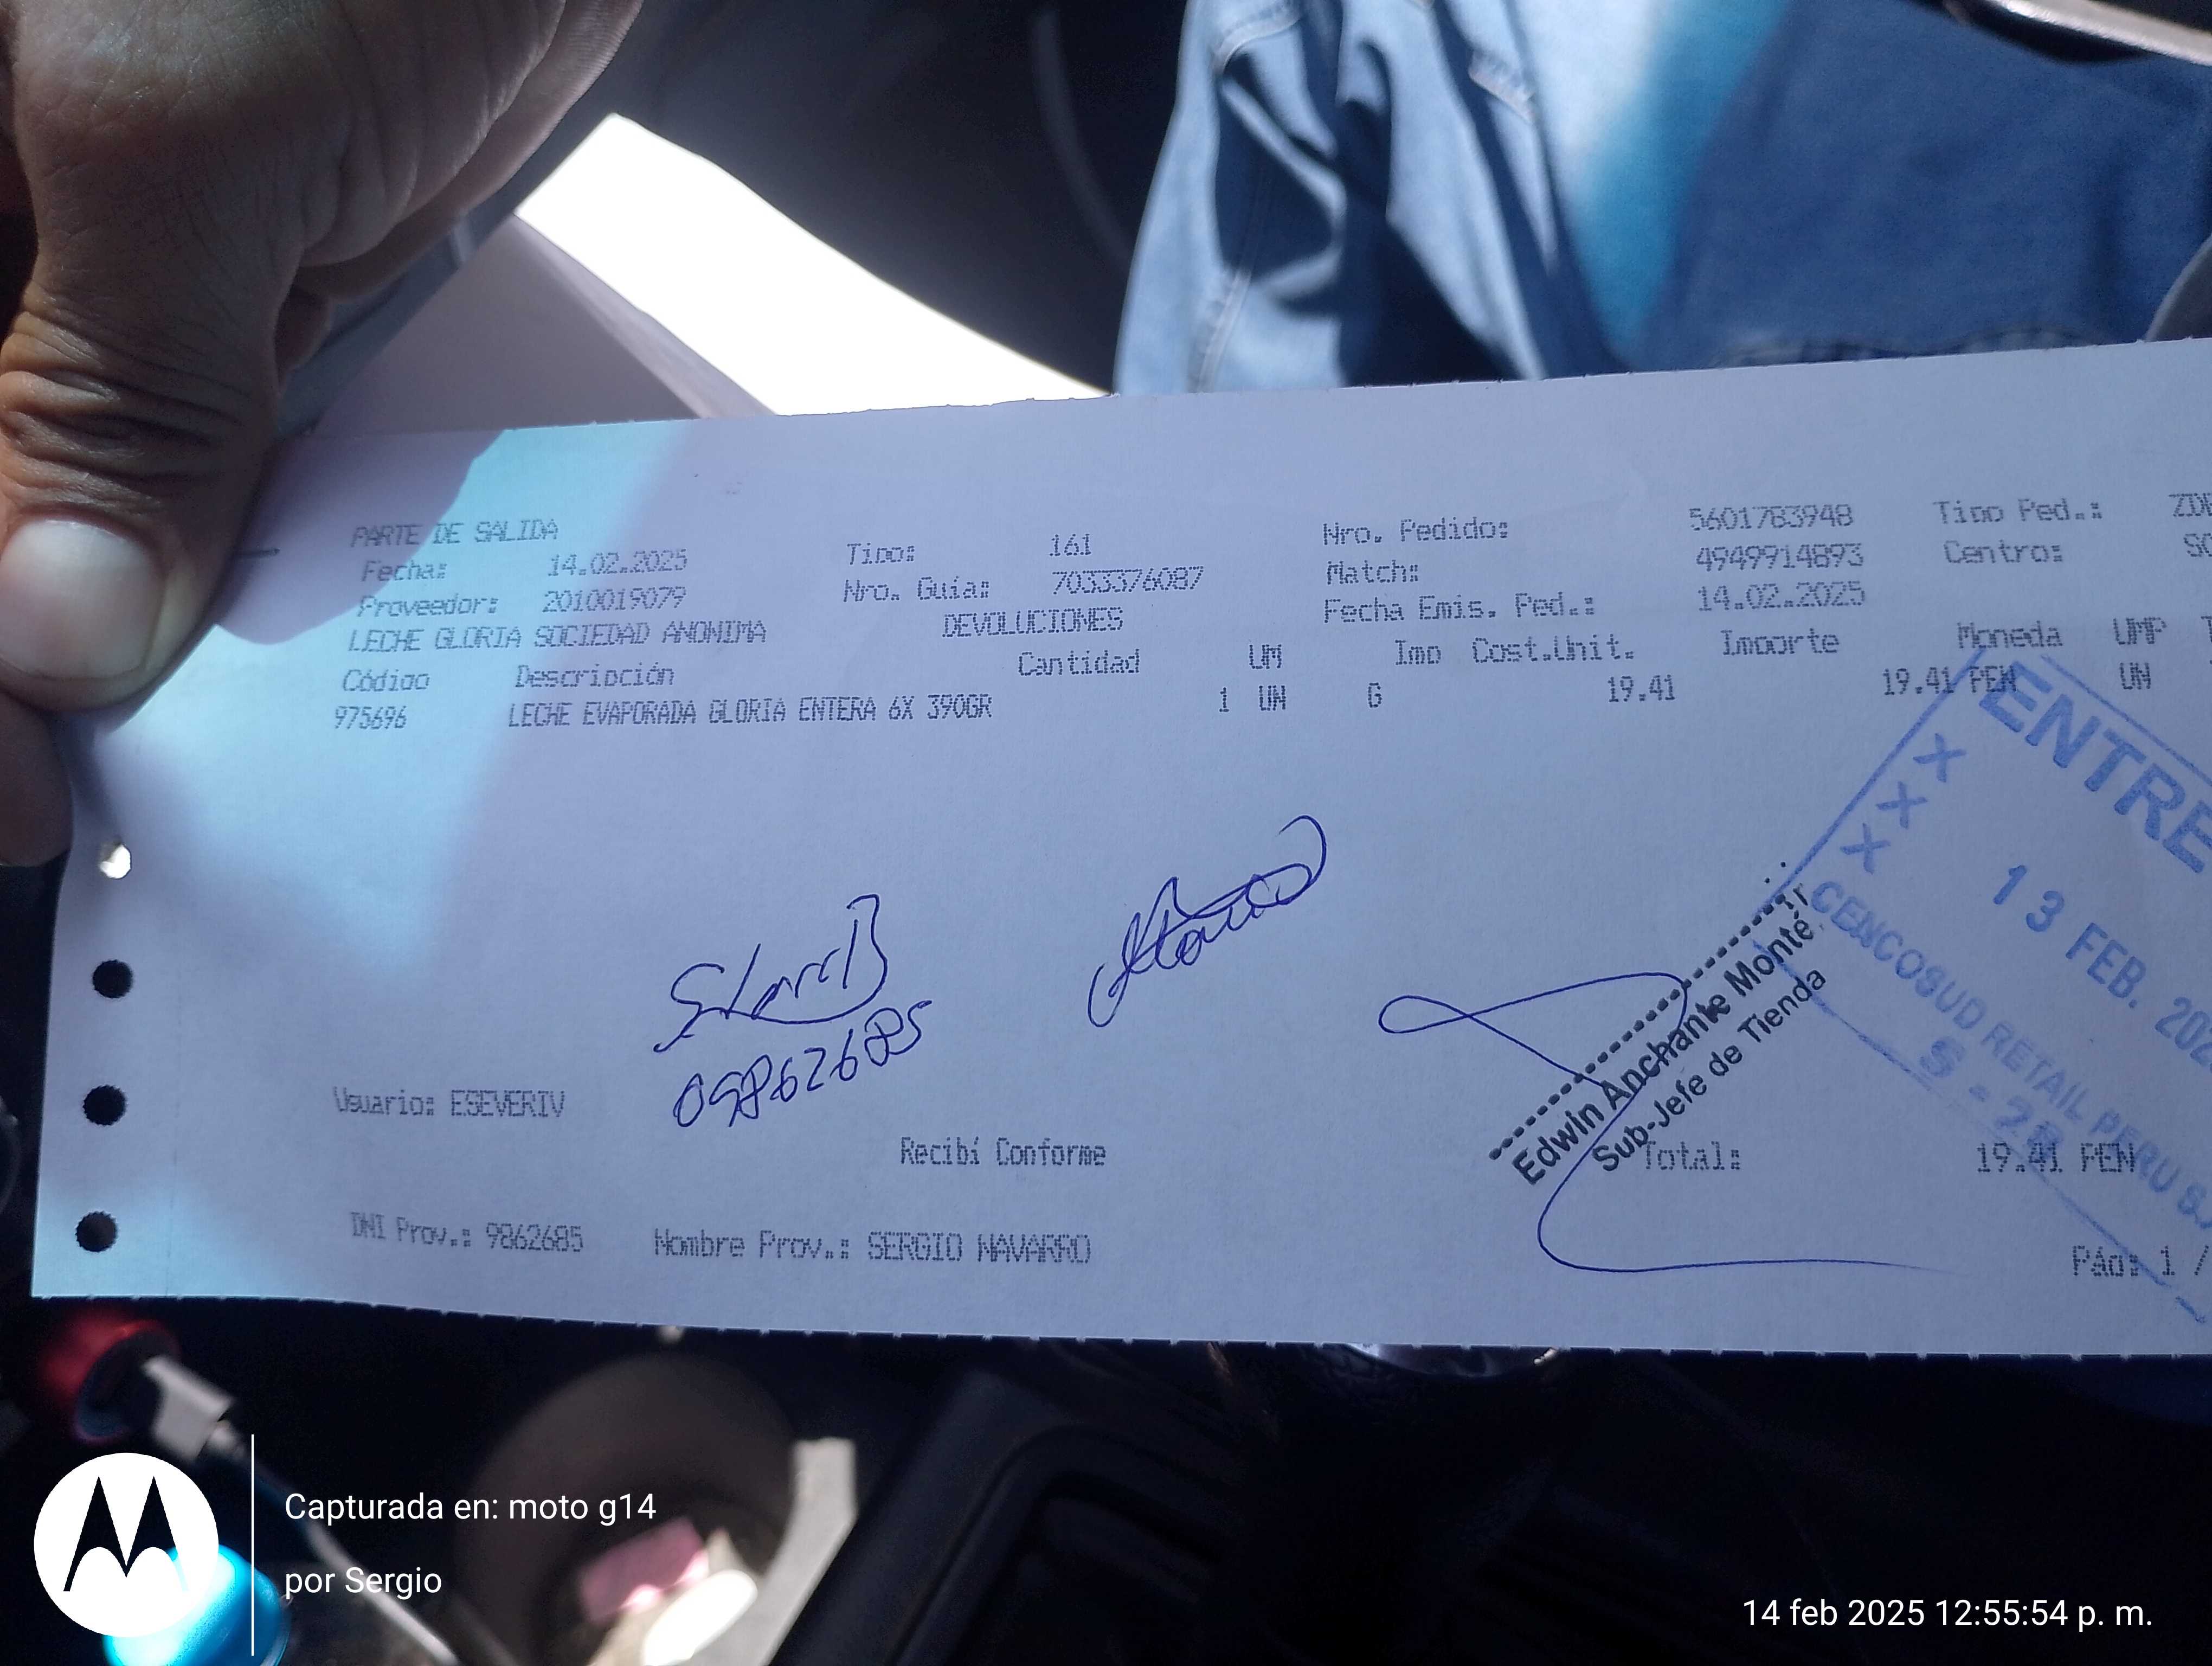 PARTE DE SALIDA
Fecha: 14.02.2025 Tipo: 161 Nro. Pedido: 5601783948 Tipo Ped.:
Proveedor: 2010019079 Nro. Guía: 7033376087 Match: 4949914893 Centro:
LECHE GLORIA SOCIEDAD ANONIMA DEVOLUCIONES Fecha Emis. Ped.: 14.02.2025
Código Descripción Cantidad UM Imp Cost.Unit. Importe Moneda UMP
975696 LECHE EVAPORADA GLORIA ENTERA 6X 390GR 1 UN G 19.41 19.41 PEN UN
ENTRE
X X X
13 FEB.
CENCOSUD RETAIL PERU S.
09862685
Edwin Anchante
Sub-Jefe de Tienda
Usuario: ESEVERIV
Recibí Conforme
Total: 19.41 PEN
DNI Prov.: 9862685 Nombre Prov.: SERGIO NAVARRO
Pág: 1 /
Capturada en: moto g14
por Sergio
14 feb 2025 12:55:54 p. m.